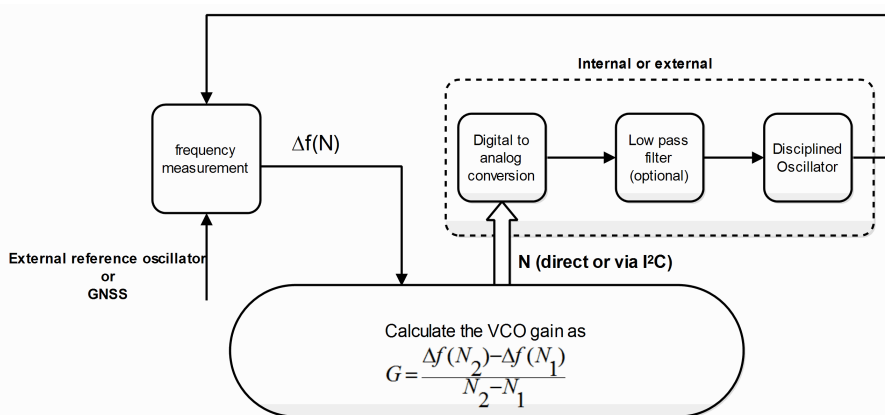 Internal or external
frequency
measurement
Δf(N)
Digital to
analog
conversion
Low pass
filter
(optional)
Disciplined
Oscillator
External reference oscillator
or
GNSS
N (direct or via I²C)
Calculate the VCO gain as
G = (Δf(N₂)–Δf(N₁)) / (N₂–N₁)